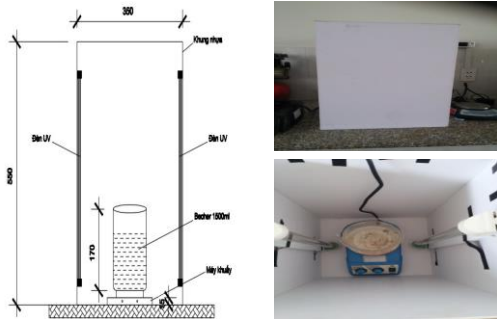 350
Khung nhựa
Đèn UV
Đèn UV
550
Becher 1500ml
170
Máy khuấy